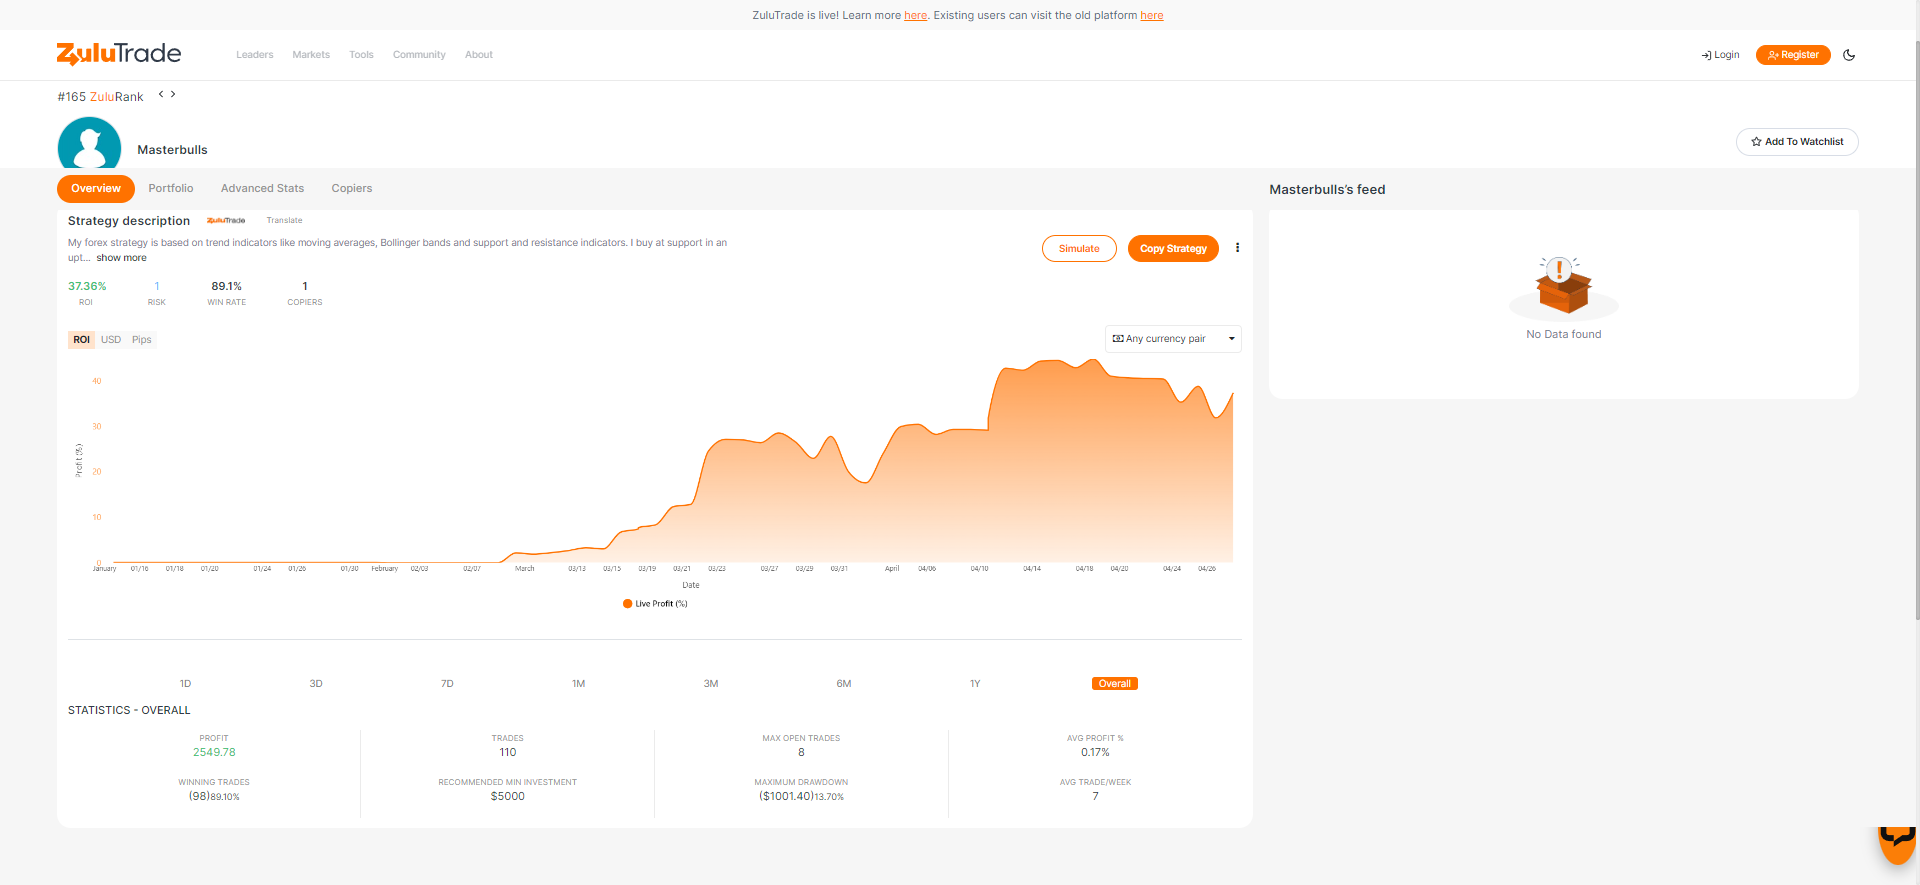 ZuluTrade is live! Learn more here. Existing users can visit the old platform here
ZuluTrade
Leaders
Markets
Tools
Community
About
Login
Register
#165 ZuluRank
Masterbulls
Add To Watchlist
Overview
Portfolio
Advanced Stats
Copiers
Masterbulls's feed
Strategy description
ZuluTrade
Translate
My forex strategy is based on trend indicators like moving averages, Bollinger bands and support and resistance indicators. I buy at support in an
upt... show more
Simulate
Copy Strategy
37.36%
1
89.1%
1
ROI
RISK
WIN RATE
COPIERS
No Data found
ROI
USD
Pips
Any currency pair
40
30
20
10
0
Profit (%)
January
01/16
01/18
01/20
01/24
01/26
01/30
February
02/03
02/07
March
03/13
03/15
03/19
03/21
03/23
03/27
03/29
03/31
April
04/06
04/10
04/14
04/18
04/20
04/24
04/26
Date
Live Profit (%)
1D
3D
7D
1M
3M
6M
1Y
Overall
STATISTICS - OVERALL
PROFIT
2549.78
TRADES
110
MAX OPEN TRADES
8
AVG PROFIT %
0.17%
WINNING TRADES
(98)89.10%
RECOMMENDED MIN INVESTMENT
$5000
MAXIMUM DRAWDOWN
($1001.40)13.70%
AVG TRADE/WEEK
7